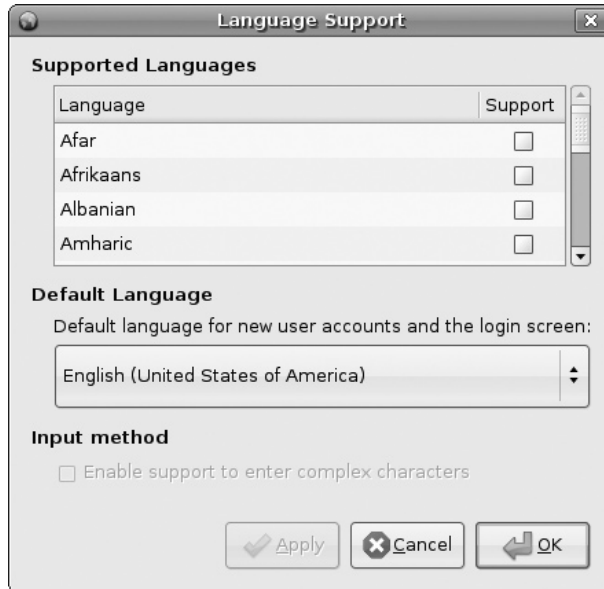 Language Support
Supported Languages
Language Support
Afar
Afrikaans
Albanian
Amharic
Default Language
Default language for new user accounts and the login screen:
English (United States of America)
Input method
Enable support to enter complex characters
Apply Cancel OK